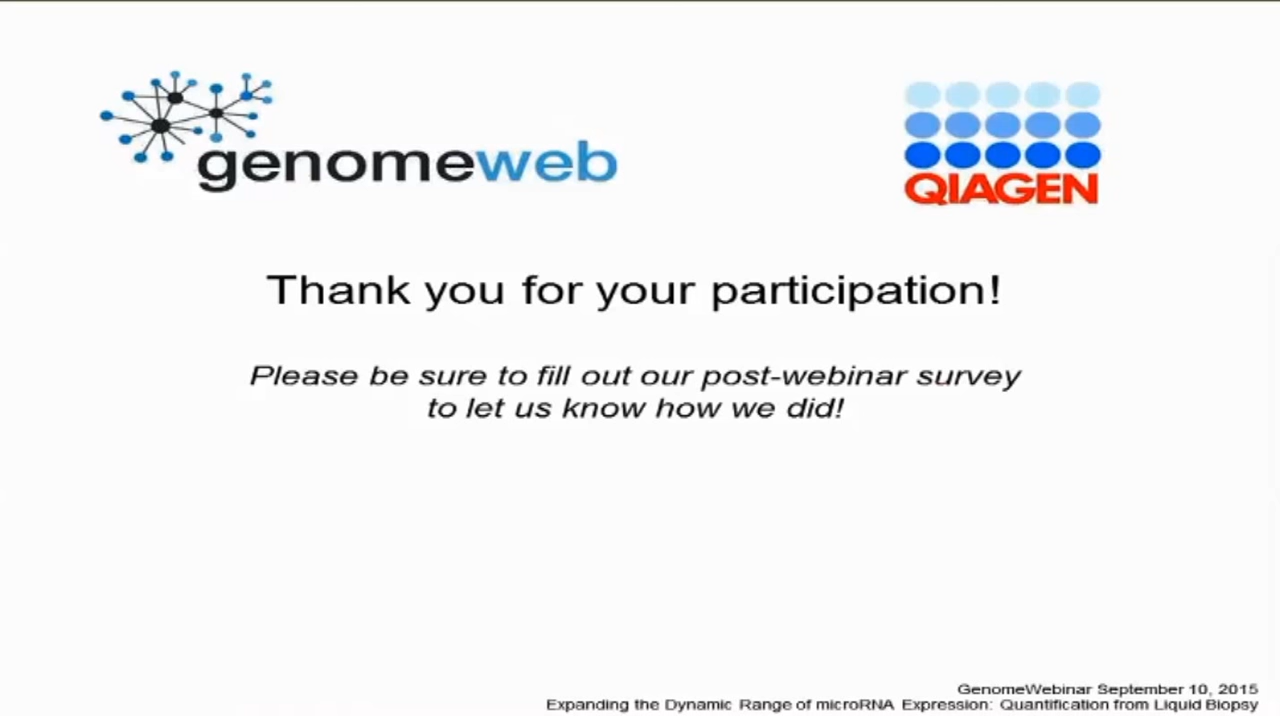 genomeweb
QIAGEN
Thank you for your participation!
Please be sure to fill out our post-webinar survey
to let us know how we did!
GenomeWebinar September 10, 2015
Expanding the Dynamic Range of microRNA Expression: Quantification from Liquid Biopsy